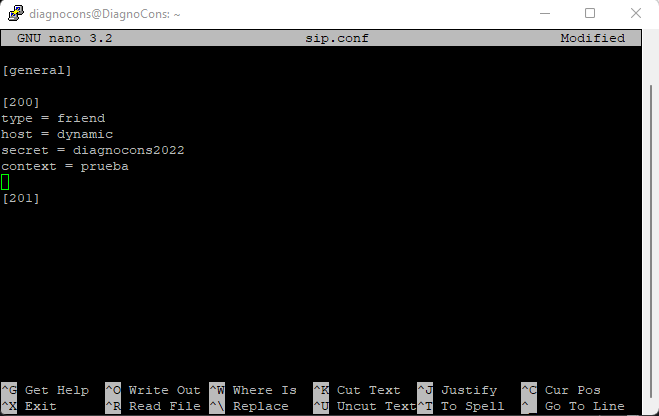 diagnocons@DiagnoCons: ~
GNU nano 3.2 sip.conf Modified
[general]
[200]
type = friend
host = dynamic
secret = diagnocons2022
context = prueba
[201]
^G Get Help ^O Write Out ^W Where Is ^K Cut Text ^J Justify ^C Cur Pos
^X Exit ^R Read File ^\ Replace ^U Uncut Text^T To Spell ^_ Go To Line